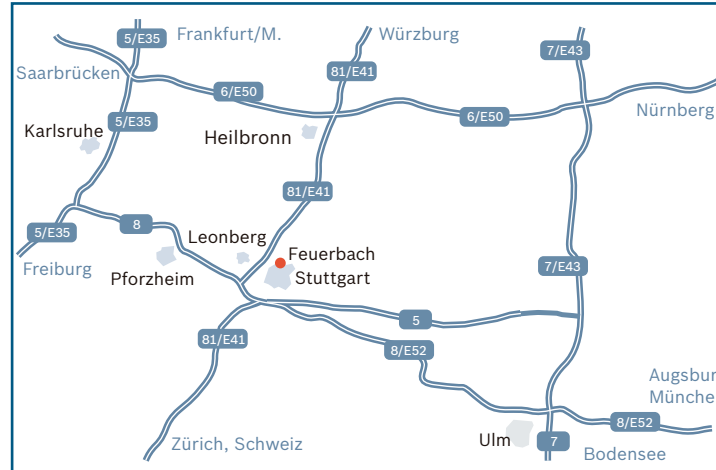 5/E35
Frankfurt/M.
Würzburg
7/E43
Saarbrücken
81/E41
6/E50
Nürnberg
5/E35
Karlsruhe
Heilbronn
6/E50
81/E41
8
5/E35
Leonberg
Feuerbach
Freiburg
Pforzheim
Stuttgart
7/E43
5
81/E41
8/E52
Augsbur
Münche
8/E52
Zürich, Schweiz
Ulm
7
Bodensee